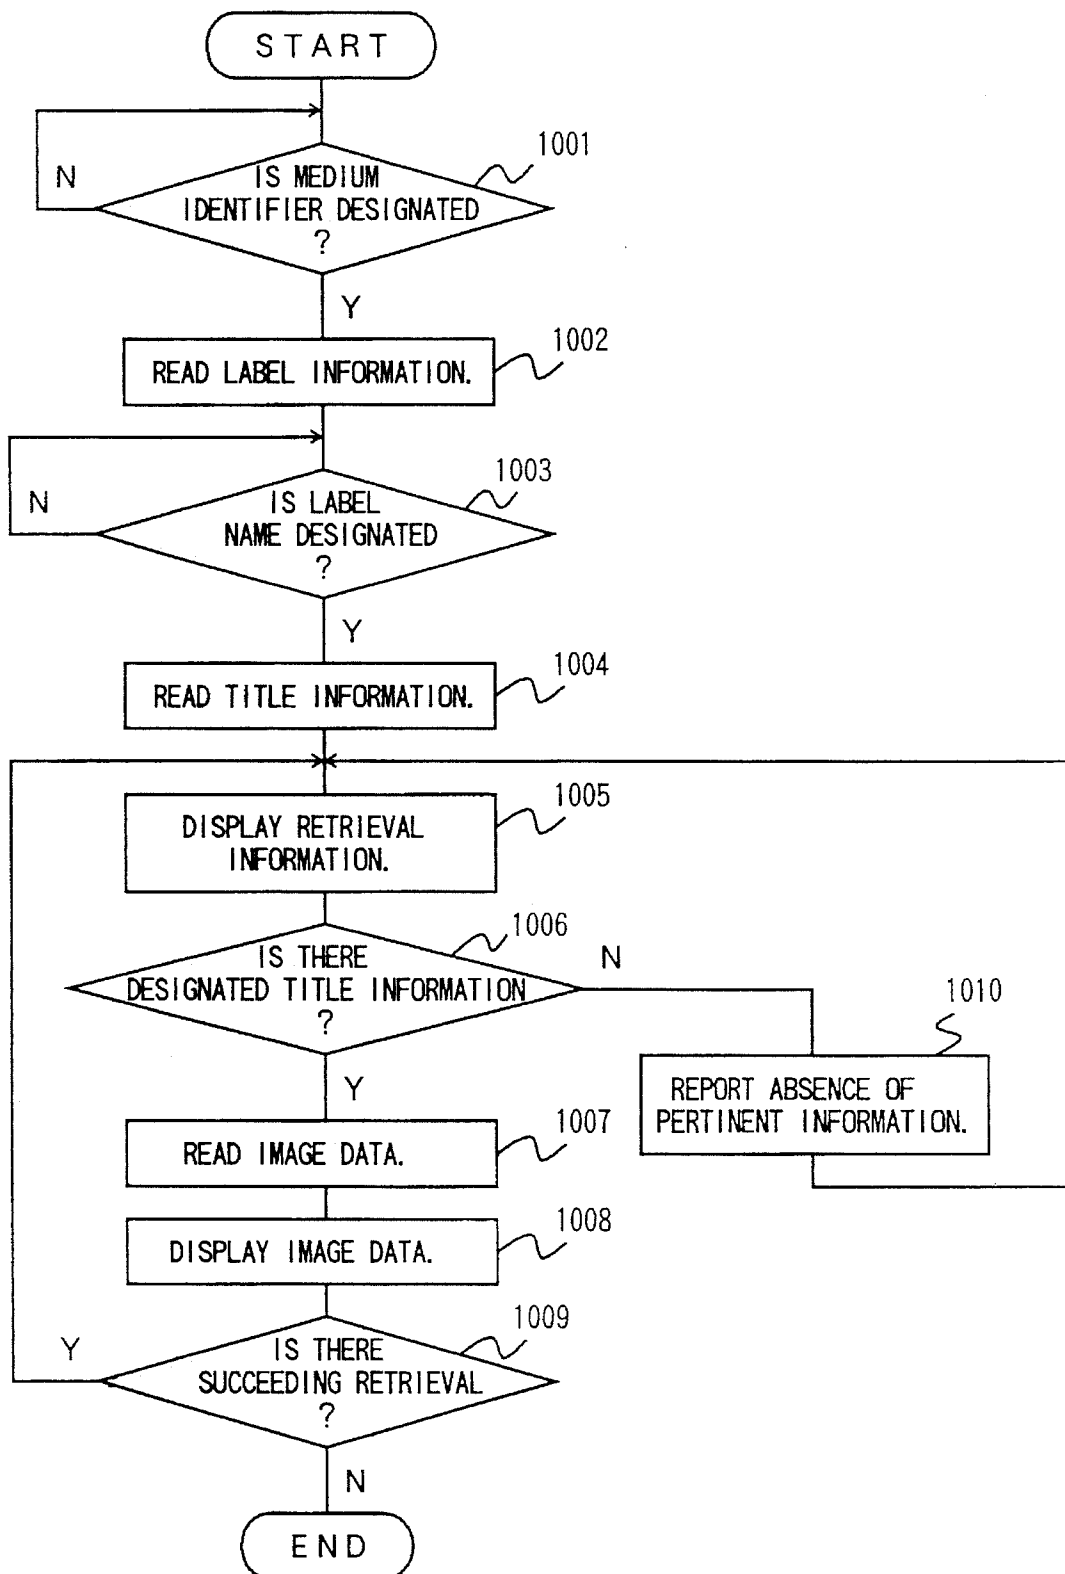 START
1001
N
IS MEDIUM
IDENTIFIER DESIGNATED
?
Y
1002
READ LABEL INFORMATION.
1003
N
IS LABEL
NAME DESIGNATED
?
Y
1004
READ TITLE INFORMATION.
1005
DISPLAY RETRIEVAL
INFORMATION.
1006
IS THERE
DESIGNATED TITLE INFORMATION
?
N
1010
REPORT ABSENCE OF
PERTINENT INFORMATION.
Y
1007
READ IMAGE DATA.
1008
DISPLAY IMAGE DATA.
1009
Y
IS THERE
SUCCEEDING RETRIEVAL
?
N
END